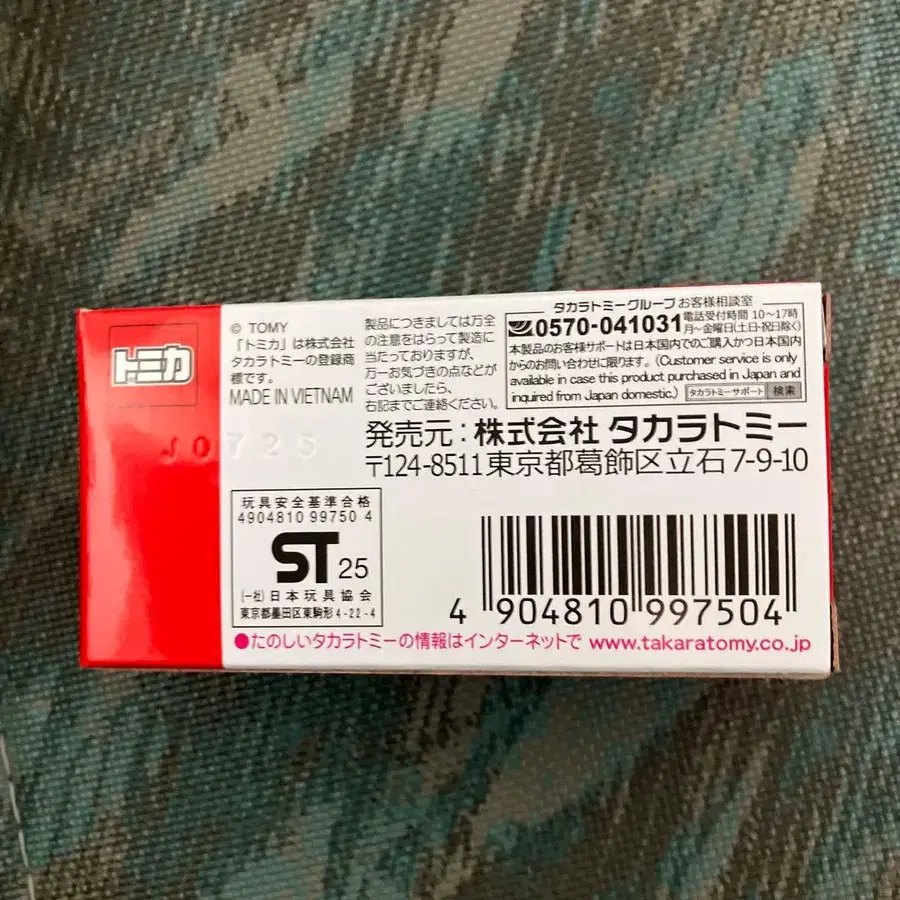 トミカ
© TOMY
「トミカ」は株式会社
タカラトミーの登録商
標です。
MADE IN VIETNAM
J0725
製品につきましては万全
の注意をはらって製造に
当たっておりますが、
万一お気づきの点などが
ございましたら、
右記までご連絡ください。
タカラトミーグループお客様相談室
0570-041031
電話受付時間 10〜17時
月〜金曜日(土日・祝日除く)
本製品のお客様サポートは日本国内でのご購入かつ日本国内
からのお問い合わせに限ります。(Customer service is only
available in case this product purchased in Japan and
inquired from Japan domestic.)
タカラトミーサポート 検索
発売元：株式会社 タカラトミー
〒124-8511東京都葛飾区立石7-9-10
玩具安全基準合格
4904810 99750 4
ST 25
(一社)日本玩具協会
東京都墨田区東駒形4-22-4
4 904810 997504
●たのしいタカラトミーの情報はインターネットで www.takaratomy.co.jp